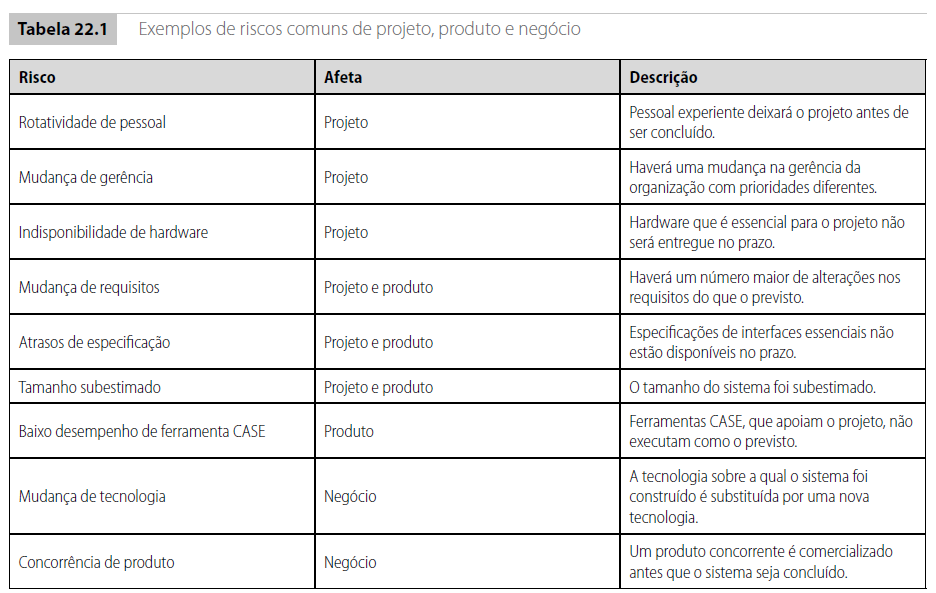 Tabela 22.1 Exemplos de riscos comuns de projeto, produto e negócio
Risco Afeta Descrição
Rotatividade de pessoal Projeto Pessoal experiente deixará o projeto antes de
ser concluído.
Mudança de gerência Projeto Haverá uma mudança na gerência da
organização com prioridades diferentes.
Indisponibilidade de hardware Projeto Hardware que é essencial para o projeto não
será entregue no prazo.
Mudança de requisitos Projeto e produto Haverá um número maior de alterações nos
requisitos do que o previsto.
Atrasos de especificação Projeto e produto Especificações de interfaces essenciais não
estão disponíveis no prazo.
Tamanho subestimado Projeto e produto O tamanho do sistema foi subestimado.
Baixo desempenho de ferramenta CASE Produto Ferramentas CASE, que apoiam o projeto, não
executam como o previsto.
Mudança de tecnologia Negócio A tecnologia sobre a qual o sistema foi
construído é substituída por uma nova
tecnologia.
Concorrência de produto Negócio Um produto concorrente é comercializado
antes que o sistema seja concluído.